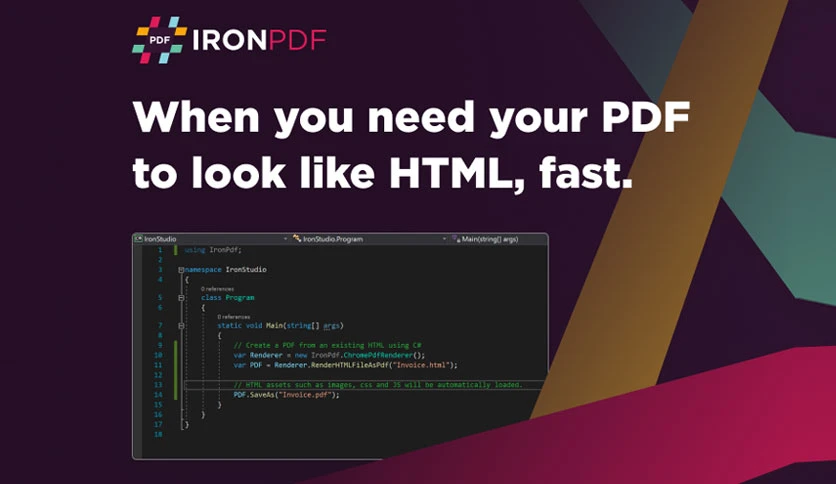 PDF IRONPDF
When you need your PDF
to look like HTML, fast.
IronStudio IronStudio.Program Main(string[] args)
1 using IronPdf;
2
3 namespace IronStudio
4 {
0 references
5 class Program
6 {
0 references
7 static void Main(string[] args)
8 {
9 // Create a PDF from an existing HTML using C#
10 var Renderer = new IronPdf.ChromePdfRenderer();
11 var PDF = Renderer.RenderHTMLFileAsPdf("Invoice.html");
12
13 // HTML assets such as images, css and JS will be automatically loaded.
14 PDF.SaveAs("Invoice.pdf");
15 }
16 }
17 }
18